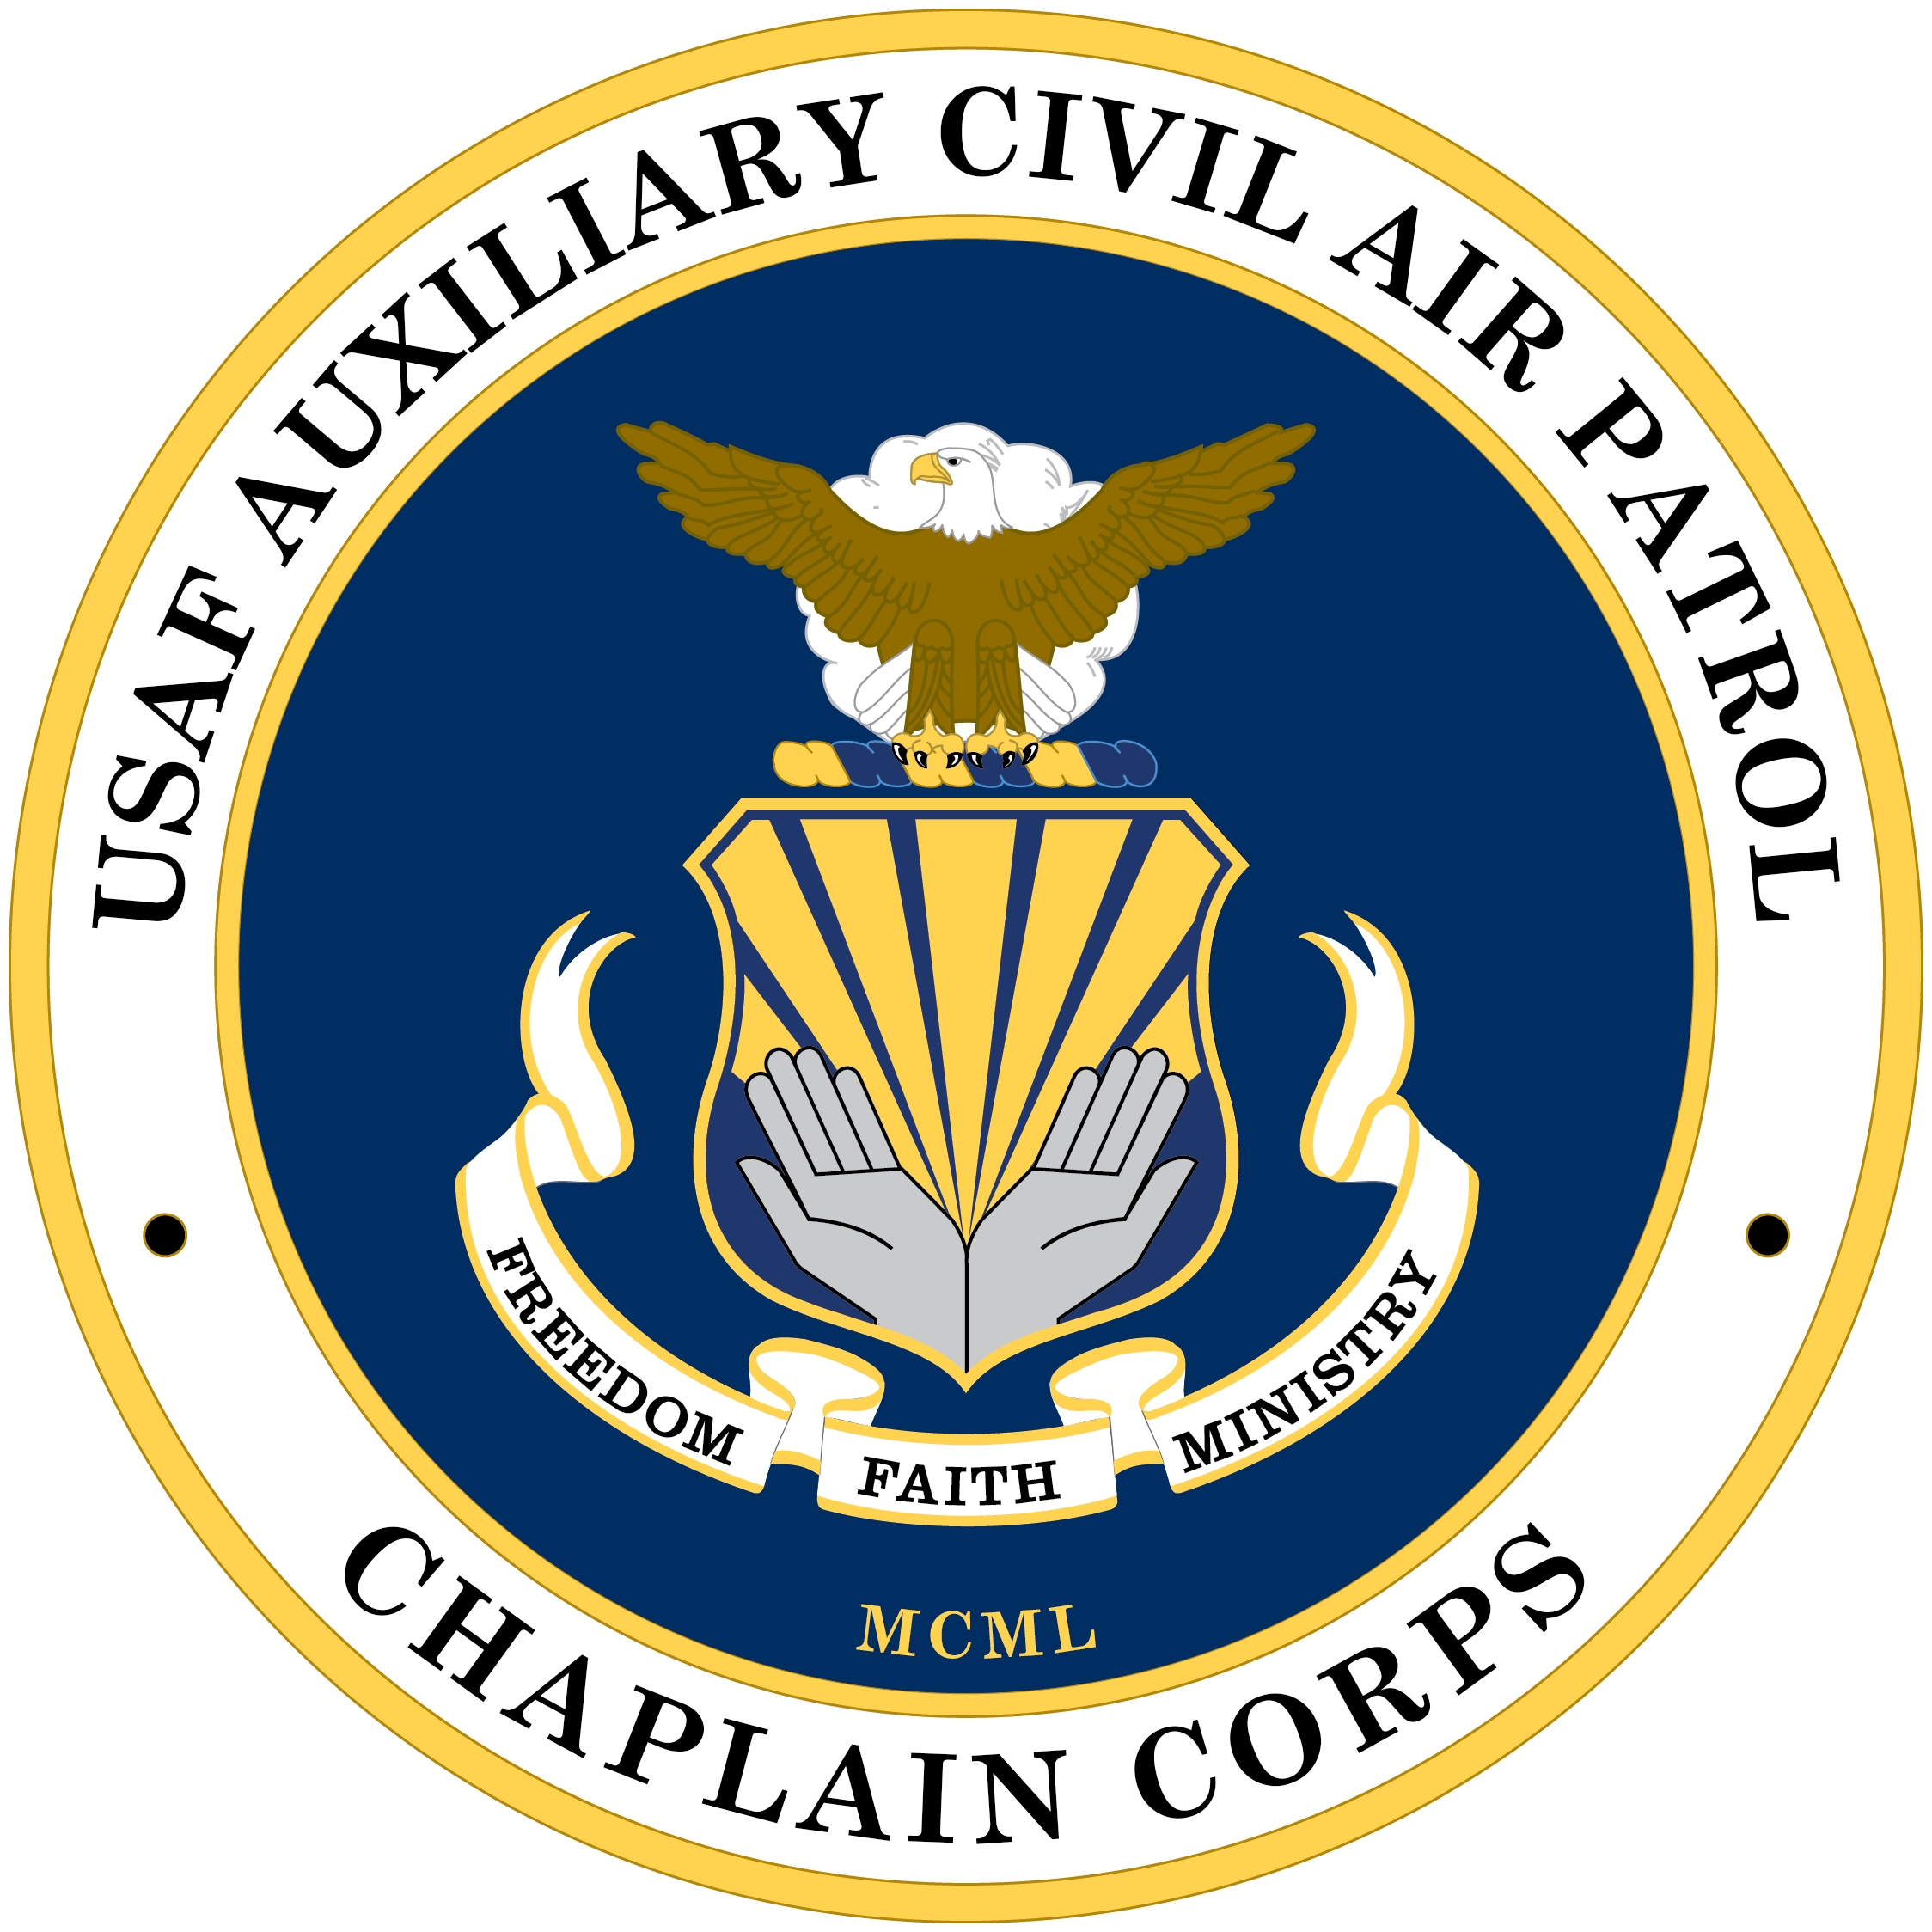 USAF AUXILIARY CIVIL AIR PATROL
FREEDOM
FAITH
MINISTRY
MCML
CHAPLAIN CORPS